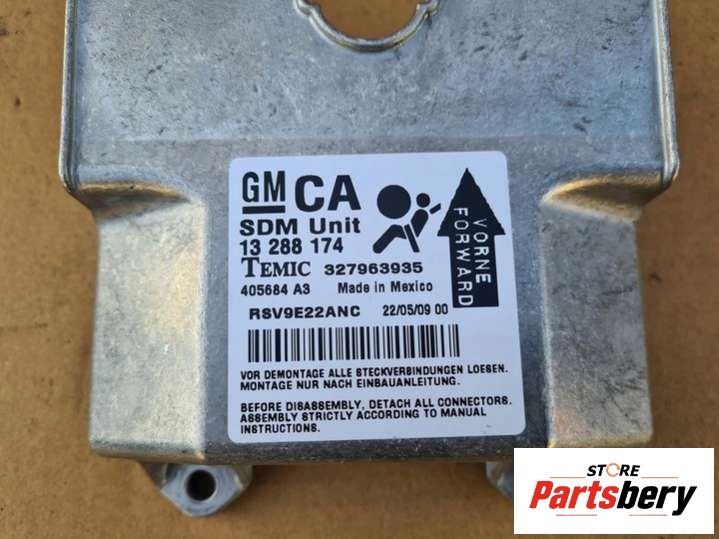 GM CA
SDM Unit
13 288 174
TEMIC 327963935
405684 A3 Made in Mexico
RSV9E22ANC 22/05/09 00
VORNE
FORWARD
VOR DEMONTAGE ALLE STECKVERBINDUNGEN LOESEN.
MONTAGE NUR NACH EINBAUANLEITUNG.
BEFORE DISASSEMBLY, DETACH ALL CONNECTORS.
ASSEMBLY STRICTLY ACCORDING TO MANUAL
INSTRUCTIONS.
STORE
Partsbery